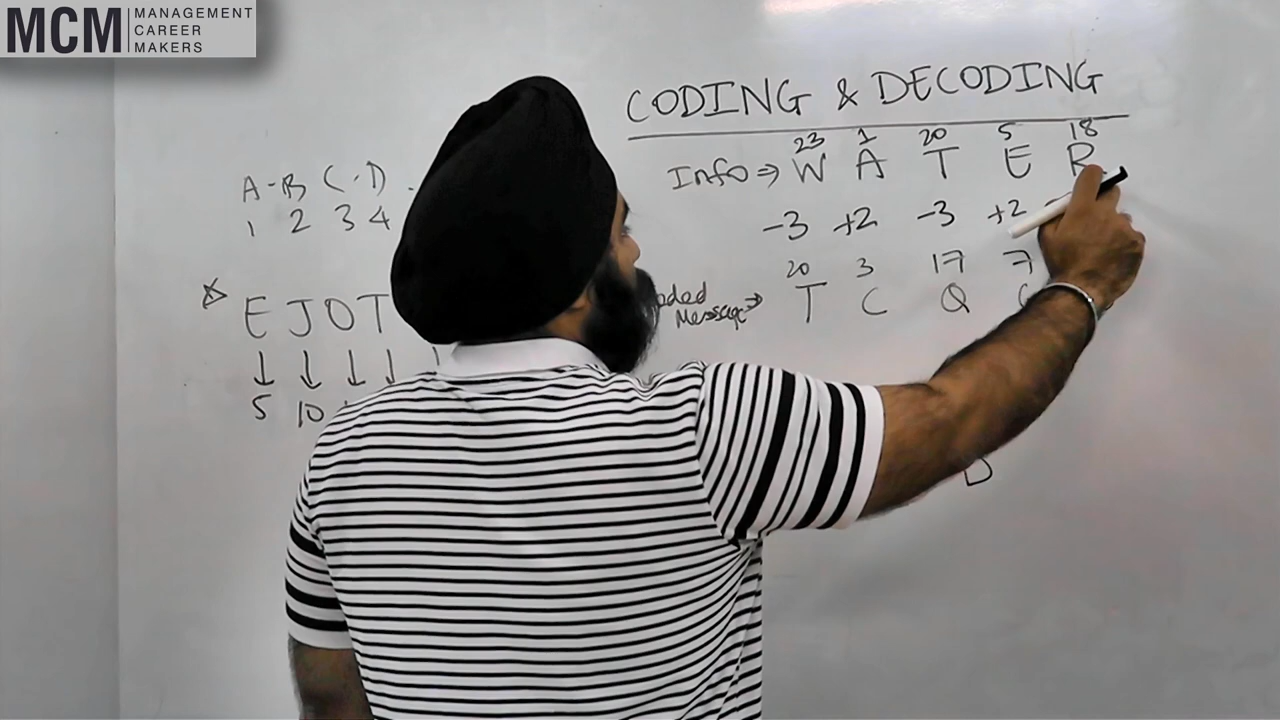 MCM MANAGEMENT
CAREER
MAKERS
CODING & DECODING
23 1 20 5 18
Info ⇒ W A T E R
-3 +2 -3 +2
20 3 17 7
Message ⇒ T C Q
A - B C - D
1 2 3 4
E J O T
↓ ↓ ↓ ↓
5 10
D